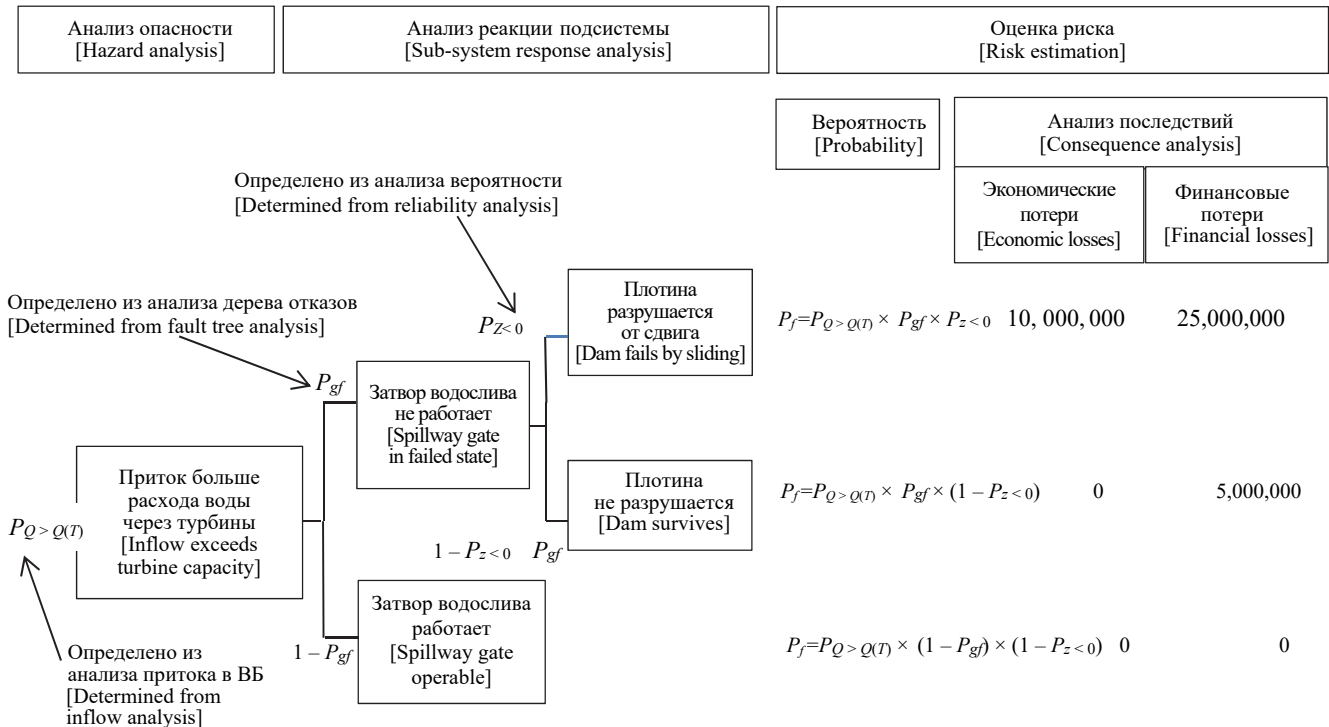 Анализ опасности
[Hazard analysis]
Анализ реакции подсистемы
[Sub-system response analysis]
Оценка риска
[Risk estimation]
Вероятность
[Probability]
Анализ последствий
[Consequence analysis]
Экономические
потери
[Economic losses]
Финансовые
потери
[Financial losses]
Определено из анализа вероятности
[Determined from reliability analysis]
Определено из анализа дерева отказов
[Determined from fault tree analysis]
P_{Z<0}
Плотина
разрушается
от сдвига
[Dam fails by sliding]
P_f=P_{Q > Q(T)} × P_{gf} × P_{z < 0} 10, 000, 000 25,000,000
P_{gf}
Затвор водослива
не работает
[Spillway gate
in failed state]
Плотина
не разрушается
[Dam survives]
P_f=P_{Q > Q(T)} × P_{gf} × (1 – P_{z < 0}) 0 5,000,000
P_{Q > Q(T)}
Приток больше
расхода воды
через турбины
[Inflow exceeds
turbine capacity]
1 – P_{z < 0} P_{gf}
Затвор водослива
работает
[Spillway gate
operable]
1 – P_{gf}
P_f=P_{Q > Q(T)} × (1 – P_{gf}) × (1 – P_{z < 0}) 0 0
Определено из
анализа притока в ВБ
[Determined from
inflow analysis]